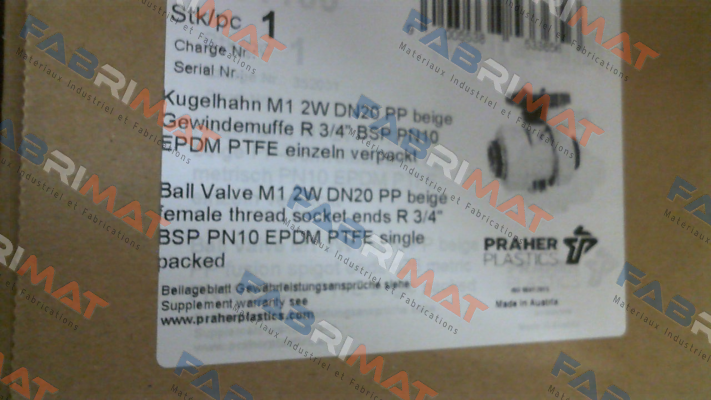 Stk/pc 1
Charge Nr
Serial Nr
Kugelhahn M1 2W DN20 PP beige
Gewindemuffe R 3/4" BSP PN10
EPDM PTFE einzeln verpackt
Ball Valve M1 2W DN20 PP beige
female thread socket ends R 3/4"
BSP PN10 EPDM PTFE single
packed
Beilageblatt Gewährleistungsansprüche siehe
Supplement warranty see
www.praherplastics.com
PRAHER
PLASTICS
Made in Austria
FABRIMAT
Materiaux Industriel et Fabrications